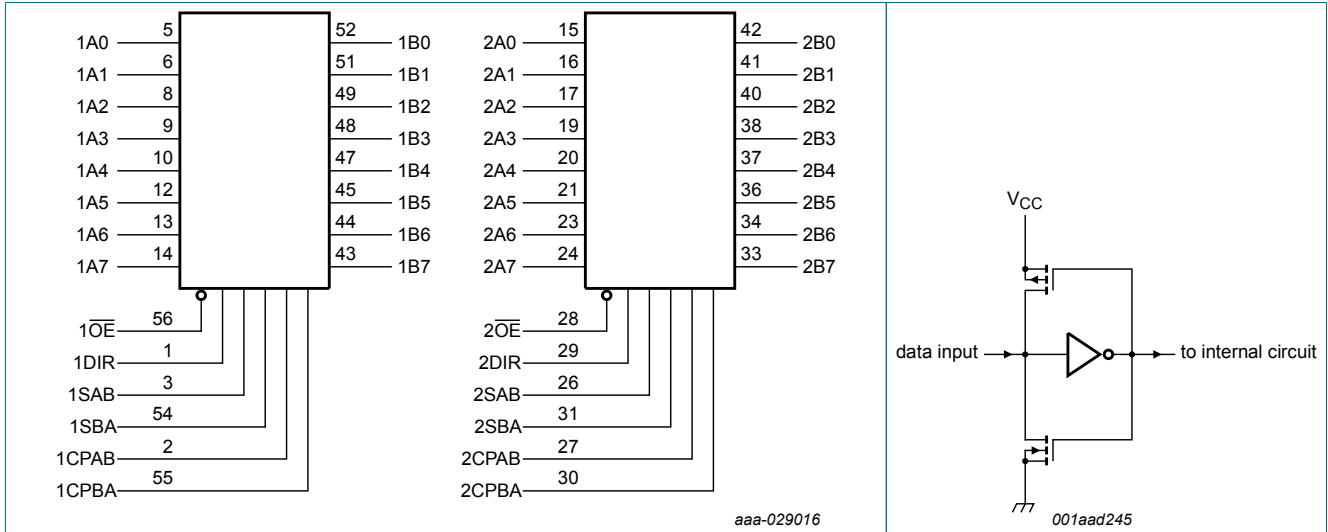 1A0 5 52 1B0
1A1 6 51 1B1
1A2 8 49 1B2
1A3 9 48 1B3
1A4 10 47 1B4
1A5 12 45 1B5
1A6 13 44 1B6
1A7 14 43 1B7
1O̅E̅ 56
1DIR 1
1SAB 3
1SBA 54
1CPAB 2
1CPBA 55
2A0 15 42 2B0
2A1 16 41 2B1
2A2 17 40 2B2
2A3 19 38 2B3
2A4 20 37 2B4
2A5 21 36 2B5
2A6 23 34 2B6
2A7 24 33 2B7
2O̅E̅ 28
2DIR 29
2SAB 26
2SBA 31
2CPAB 27
2CPBA 30
aaa-029016
VCC
data input to internal circuit
001aad245